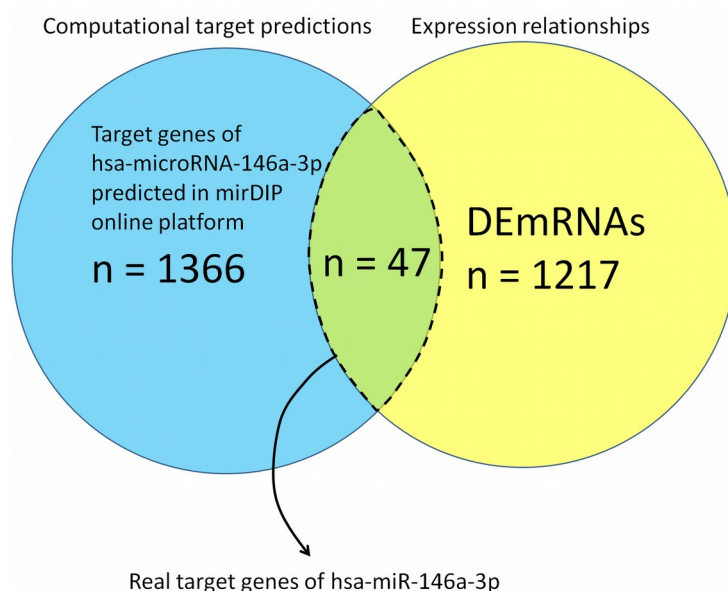 Computational target predictions
Expression relationships
Target genes of
hsa-microRNA-146a-3p
predicted in mirDIP
online platform
n = 1366
n = 47
DEmRNAs
n = 1217
Real target genes of hsa-miR-146a-3p